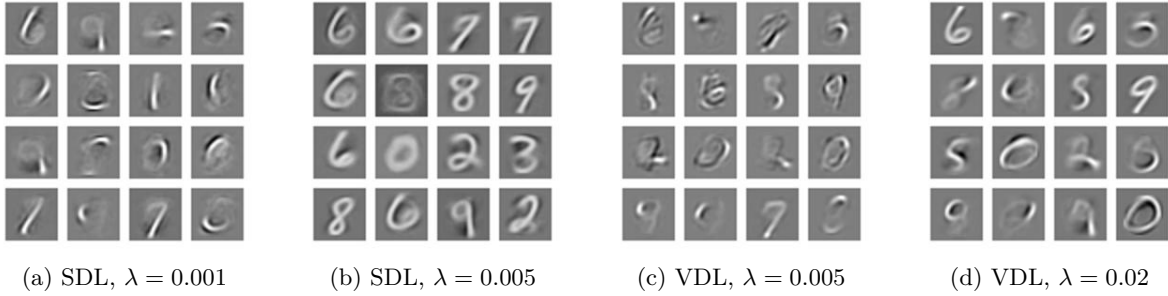 (a) SDL, λ = 0.001
(b) SDL, λ = 0.005
(c) VDL, λ = 0.005
(d) VDL, λ = 0.02